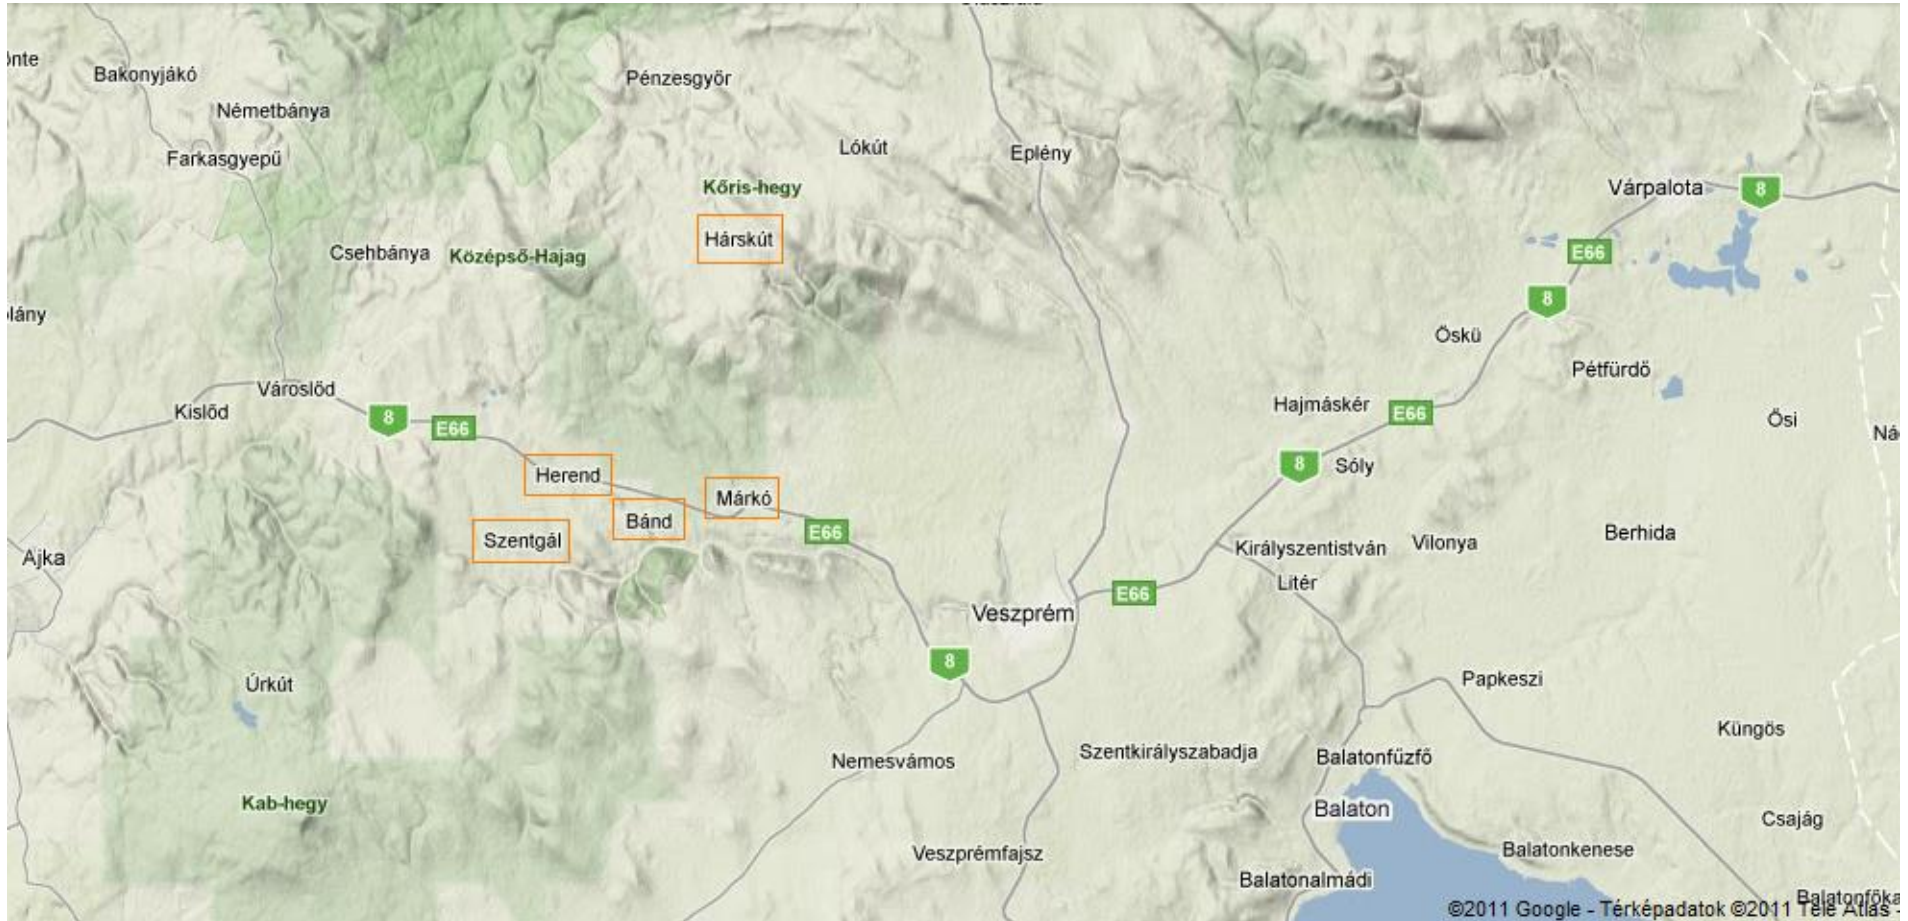 Bakonyjákó
Pénzesgyőr
Németbánya
Farkasgyepű
Lókút
Eplény
Kőris-hegy
Várpalota
8
Hárskút
Csehbánya
Középső-Hajag
E66
8
lány
Öskü
Pétfürdő
Városlőd
Kislőd
8
E66
Hajmáskér
E66
Ősi
Herend
8
Sóly
Márkó
Bánd
Szentgál
E66
Királyszentistván
Vilonya
Berhida
Ajka
Litér
E66
Veszprém
8
Úrkút
Papkeszi
Küngös
Nemesvámos
Szentkirályszabadja
Balatonfűzfő
Kab-hegy
Balaton
Csajág
Veszprémfajsz
Balatonkenese
Balatonalmádi
Balatonfőka
©2011 Google - Térképadatok ©2011 Tele Atlas -